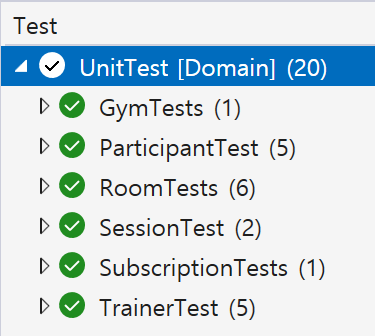 Test
UnitTest [Domain] (20)
GymTests (1)
ParticipantTest (5)
RoomTests (6)
SessionTest (2)
SubscriptionTests (1)
TrainerTest (5)